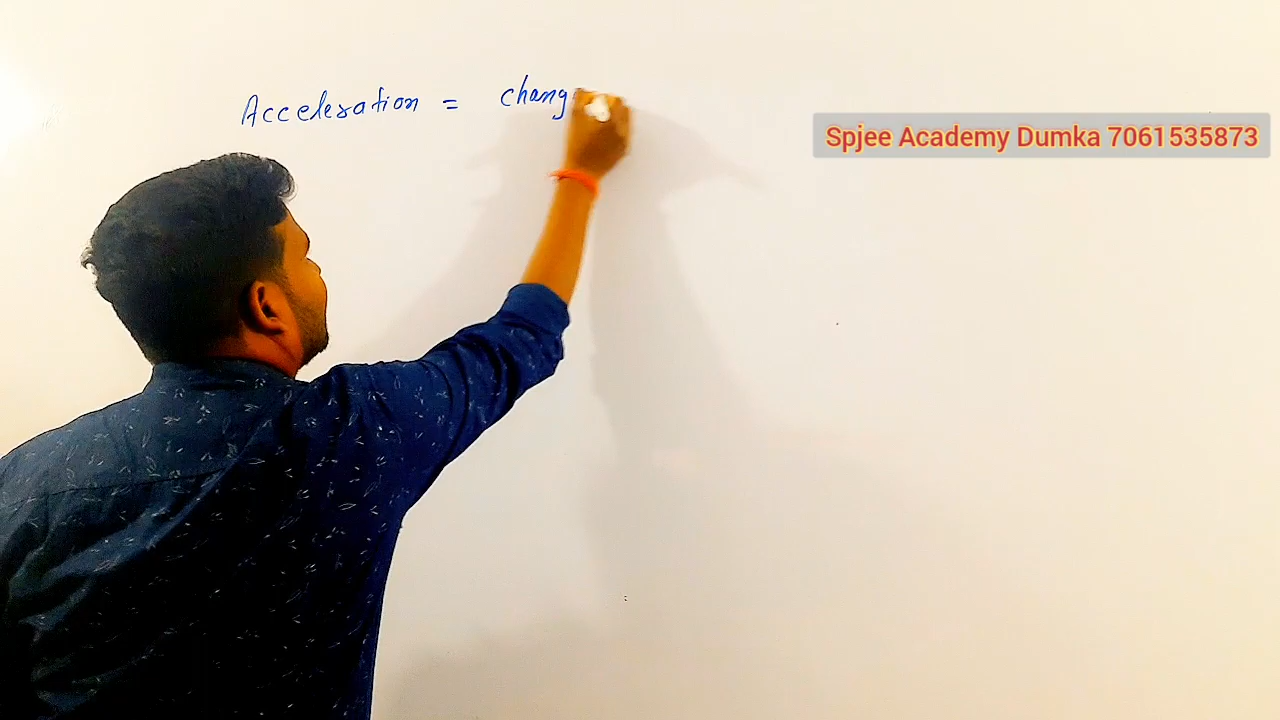 Acceleration = chang
Spjee Academy Dumka 7061535873